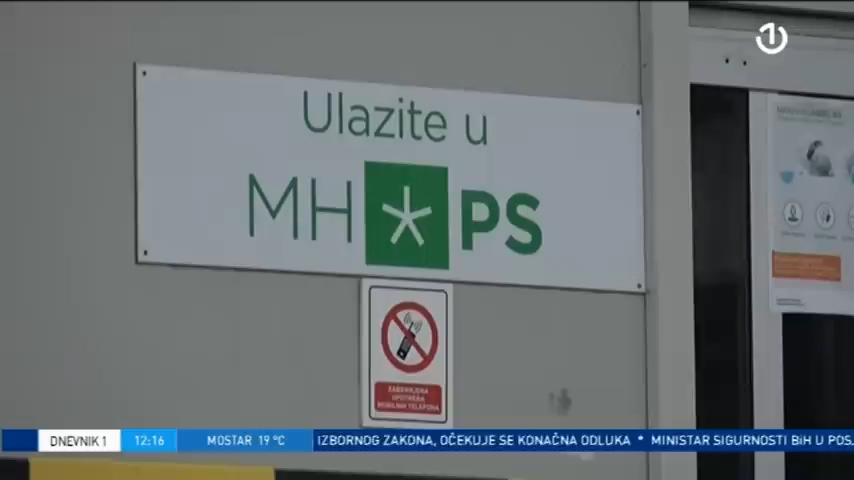 Ulazite u
MH PS
ZABRANJENA
UPOTREBA
MOBILNIH TELEFONA
DNEVNIK 1 12:16 MOSTAR 19 °C IZBORNOG ZAKONA, OČEKUJE SE KONAČNA ODLUKA * MINISTAR SIGURNOSTI BiH U POS.